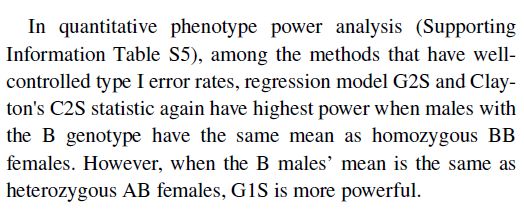 In quantitative phenotype power analysis (Supporting
Information Table S5), among the methods that have well-
controlled type I error rates, regression model G2S and Clay-
ton's C2S statistic again have highest power when males with
the B genotype have the same mean as homozygous BB
females. However, when the B males’ mean is the same as
heterozygous AB females, G1S is more powerful.